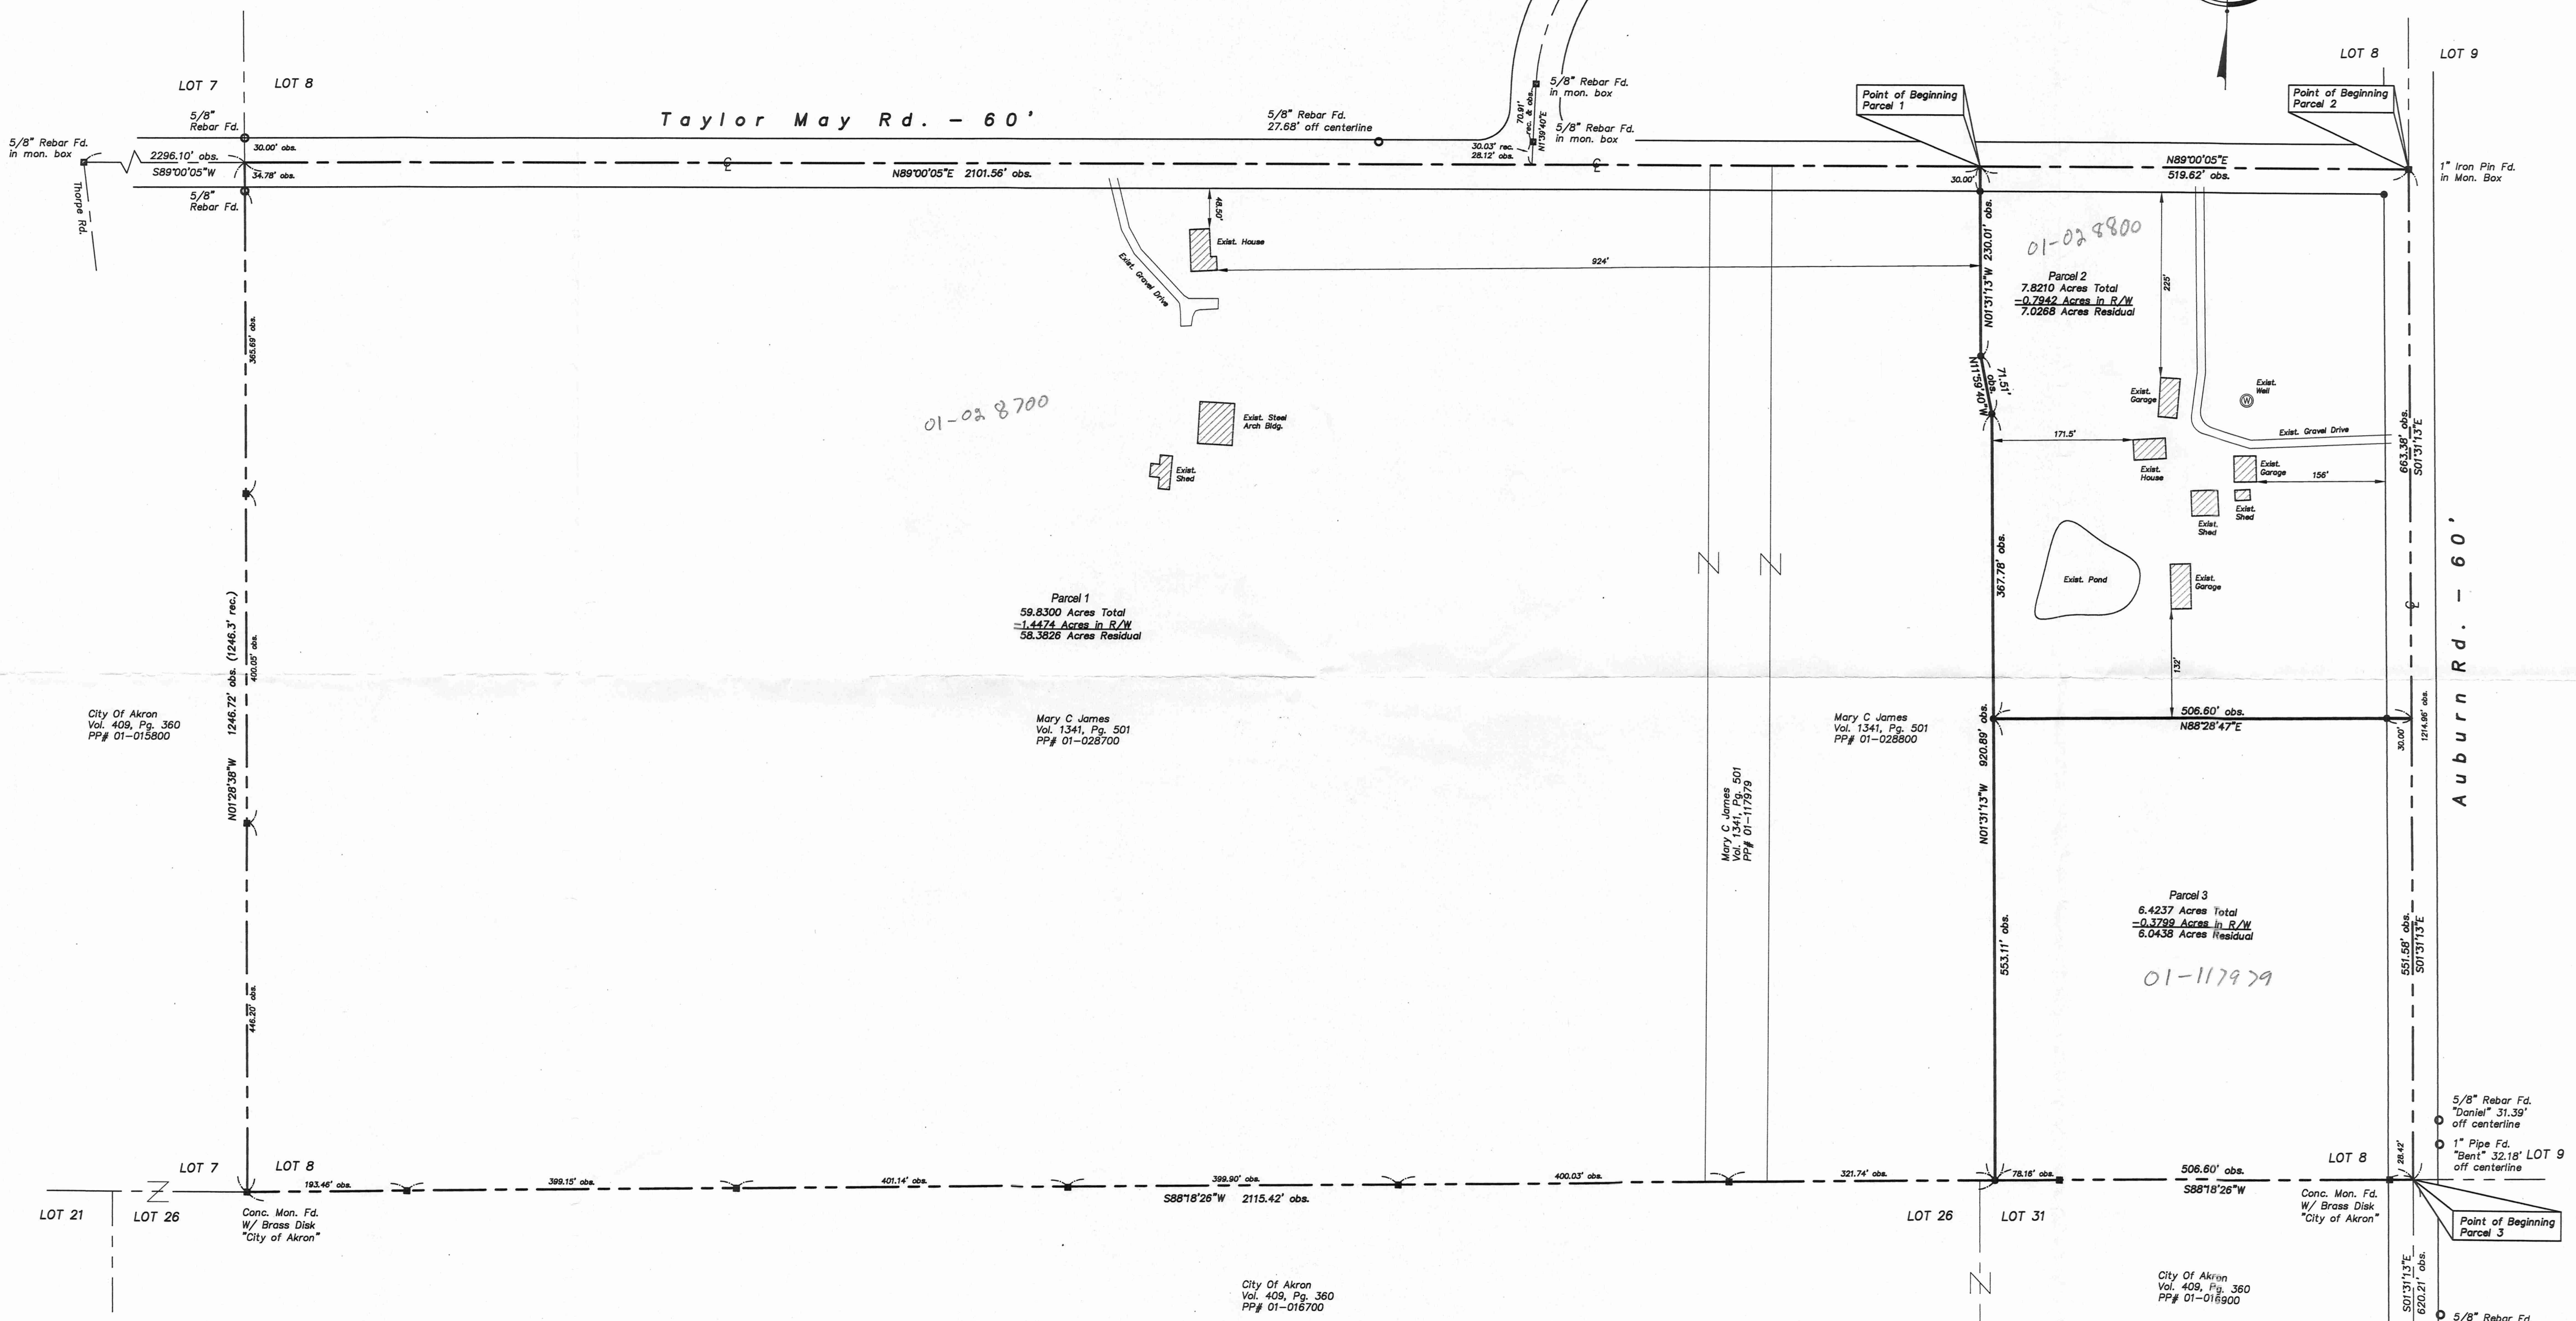 LOT 7
LOT 8
LOT 8
LOT 9
5/8" Rebar Fd.
in mon. box
Thorpe Rd.
2296.10' obs.
S89°00'05"W
5/8"
Rebar Fd.
30.00' obs.
34.78' obs.
5/8"
Rebar Fd.
Taylor May Rd. - 60'
N89°00'05"E 2101.56' obs.
5/8" Rebar Fd.
27.68' off centerline
5/8" Rebar Fd.
in mon. box
70.91'
rec. & obs.
N1°39'40"E
5/8" Rebar Fd.
in mon. box
30.03' rec.
28.12' obs.
Point of Beginning
Parcel 1
Point of Beginning
Parcel 2
30.00'
N89°00'05"E
519.62' obs.
1" Iron Pin Fd.
in Mon. Box
48.50'
Exist. House
Exist. Gravel Drive
924'
Exist. Steel
Arch Bldg.
Exist.
Shed
01-028700
365.69' obs.
400.05' obs.
446.20' obs.
N01°28'38"W 1246.72' obs. (1246.3' rec.)
City Of Akron
Vol. 409, Pg. 360
PP# 01-015800
Parcel 1
59.8300 Acres Total
-1.4474 Acres in R/W
58.3826 Acres Residual
Mary C James
Vol. 1341, Pg. 501
PP# 01-028700
Mary C James
Vol. 1341, Pg. 501
PP# 01-117979
Mary C James
Vol. 1341, Pg. 501
PP# 01-028800
N01°31'13"W 230.01' obs.
71.51'
obs.
N11°59'40"W
367.78' obs.
N01°31'13"W 920.89' obs.
553.11' obs.
01-028800
Parcel 2
7.8210 Acres Total
-0.7942 Acres in R/W
7.0268 Acres Residual
225'
Exist.
Garage
Exist.
Well
W
Exist. Gravel Drive
171.5'
Exist.
House
Exist.
Garage
156'
Exist.
Shed
Exist.
Shed
Exist. Pond
Exist.
Garage
132'
506.60' obs.
N88°28'47"E
30.00'
1214.96' obs.
663.38' obs.
S01°31'13"E
Auburn Rd. - 60'
Parcel 3
6.4237 Acres Total
-0.3799 Acres in R/W
6.0438 Acres Residual
01-117979
551.58' obs.
S01°31'13"E
5/8" Rebar Fd.
"Daniel" 31.39'
off centerline
1" Pipe Fd.
"Bent" 32.18'
off centerline
LOT 9
LOT 8
28.42'
LOT 7
LOT 8
LOT 21
LOT 26
Conc. Mon. Fd.
W/ Brass Disk
"City of Akron"
193.46' obs.
399.15' obs.
401.14' obs.
399.90' obs.
400.03' obs.
321.74' obs.
78.16' obs.
S88°18'26"W 2115.42' obs.
506.60' obs.
S88°18'26"W
LOT 26
LOT 31
Conc. Mon. Fd.
W/ Brass Disk
"City of Akron"
Point of Beginning
Parcel 3
City Of Akron
Vol. 409, Pg. 360
PP# 01-016700
City Of Akron
Vol. 409, Pg. 360
PP# 01-016900
S01°31'13"E
620.21' obs.
5/8" Rebar Fd.